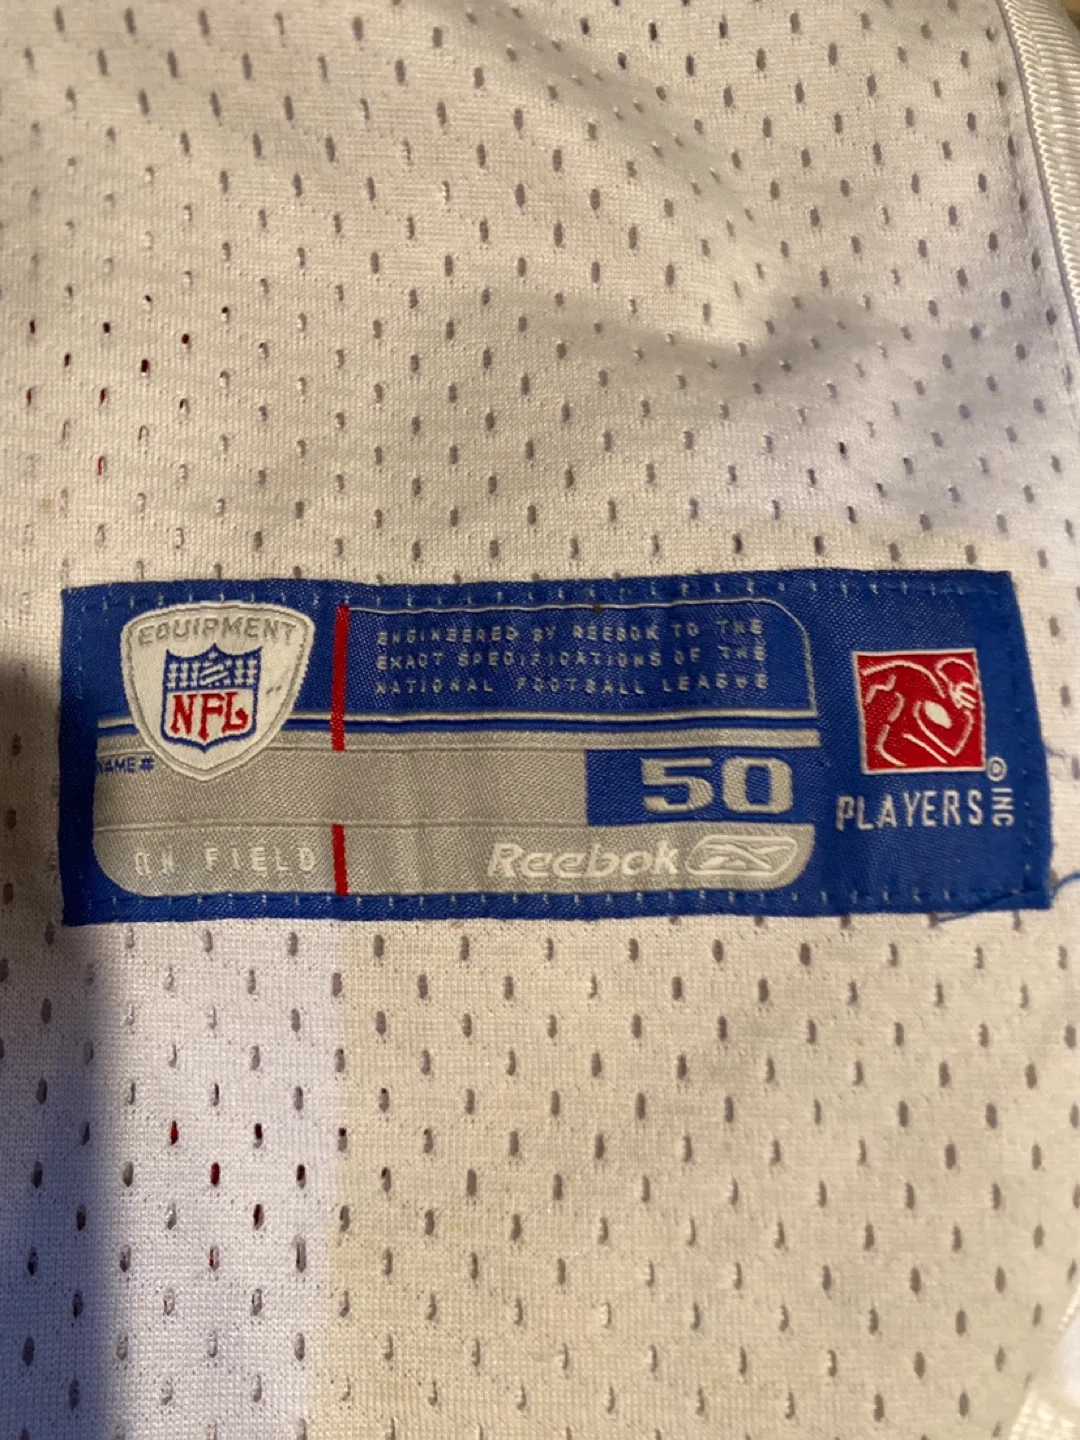 EQUIPMENT
NFL
ENGINEERED BY REEBOK TO THE
EXACT SPECIFICATIONS OF THE
NATIONAL FOOTBALL LEAGUE
NAME #
50
ON FIELD
Reebok
PLAYERS INC
®